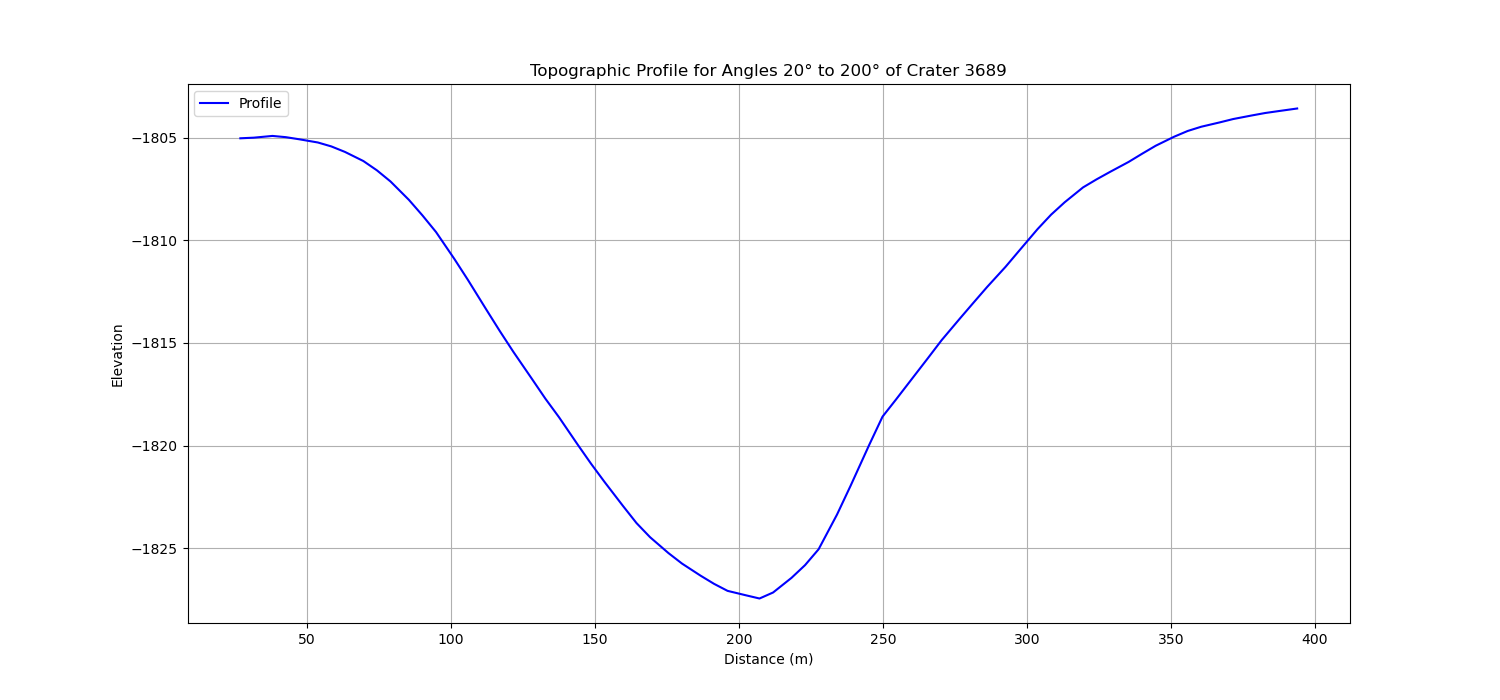 Topographic Profile for Angles 20° to 200° of Crater 3689
Profile
−1805
−1810
−1815
−1820
−1825
Elevation
50 100 150 200 250 300 350 400
Distance (m)